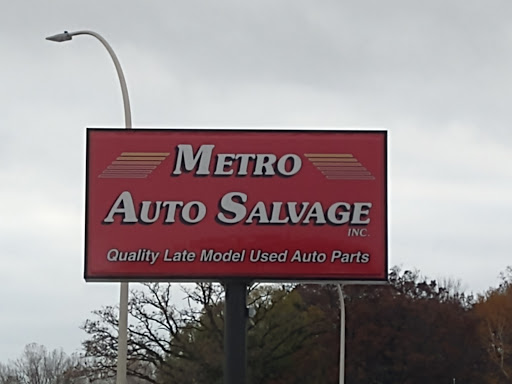 METRO
AUTO SALVAGE
INC.
Quality Late Model Used Auto Parts